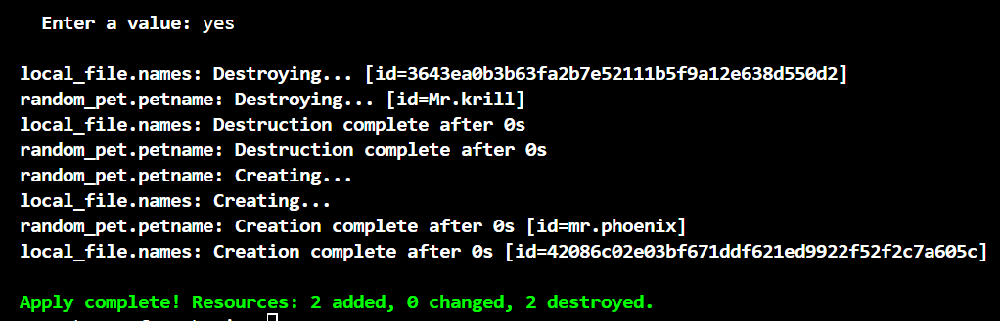 Enter a value: yes
local_file.names: Destroying... [id=3643ea0b3b63fa2b7e52111b5f9a12e638d550d2]
random_pet.petname: Destroying... [id=Mr.krill]
local_file.names: Destruction complete after 0s
random_pet.petname: Destruction complete after 0s
random_pet.petname: Creating...
local_file.names: Creating...
random_pet.petname: Creation complete after 0s [id=mr.phoenix]
local_file.names: Creation complete after 0s [id=42086c02e03bf671ddf621ed9922f52f2c7a605c]
Apply complete! Resources: 2 added, 0 changed, 2 destroyed.